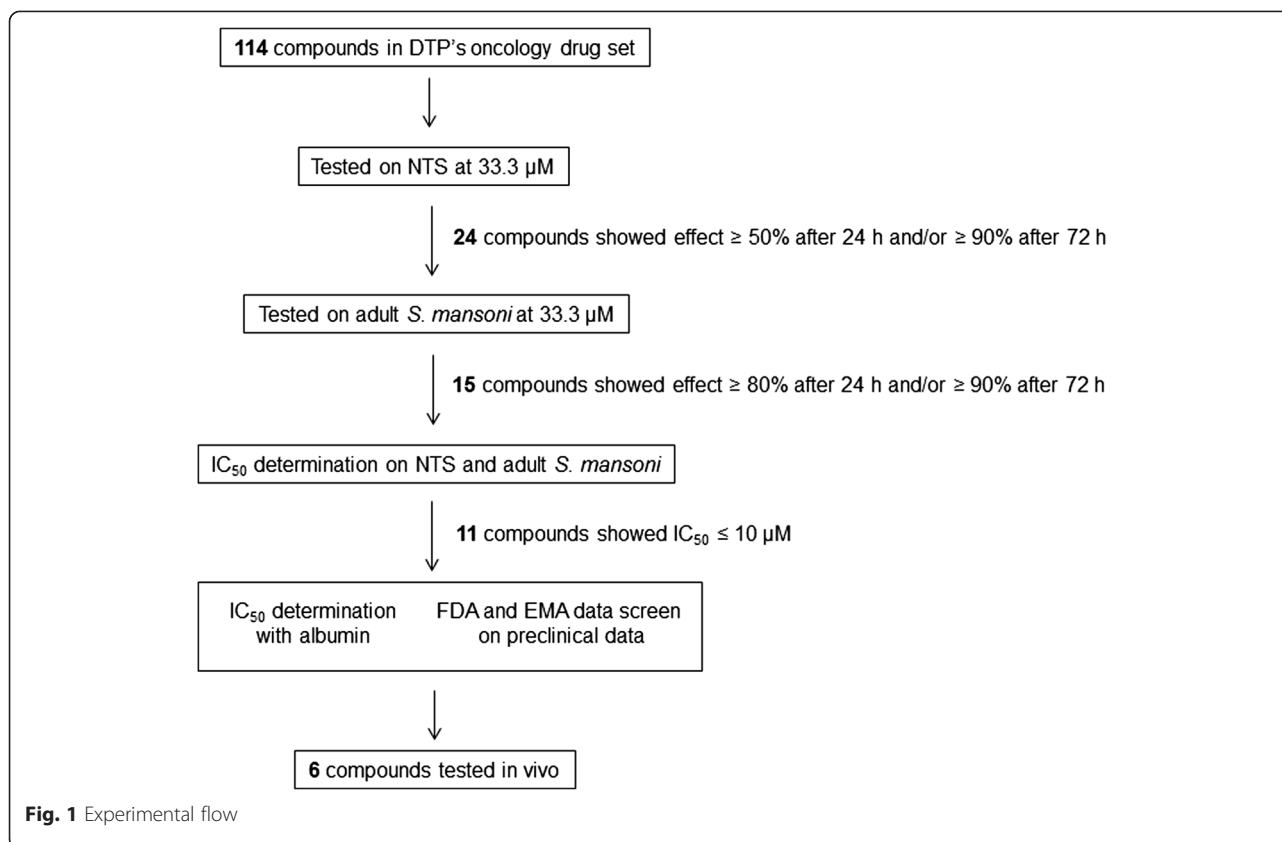 114 compounds in DTP's oncology drug set
Tested on NTS at 33.3 µM
24 compounds showed effect ≥ 50% after 24 h and/or ≥ 90% after 72 h
Tested on adult S. mansoni at 33.3 µM
15 compounds showed effect ≥ 80% after 24 h and/or ≥ 90% after 72 h
IC50 determination on NTS and adult S. mansoni
11 compounds showed IC50 ≤ 10 µM
IC50 determination
with albumin
FDA and EMA data screen
on preclinical data
6 compounds tested in vivo
Fig. 1 Experimental flow